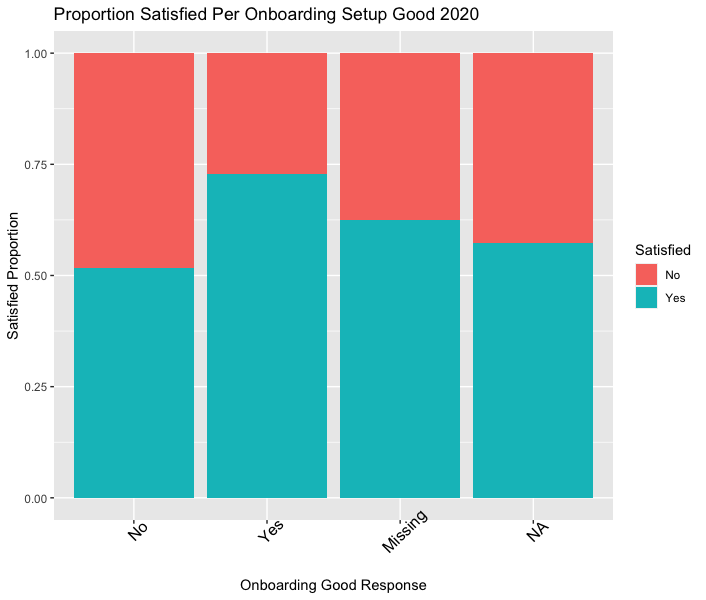 Proportion Satisfied Per Onboarding Setup Good 2020
1.00
0.75
0.50
0.25
0.00
Satisfied Proportion
No
Yes
Missing
NA
Onboarding Good Response
Satisfied
No
Yes